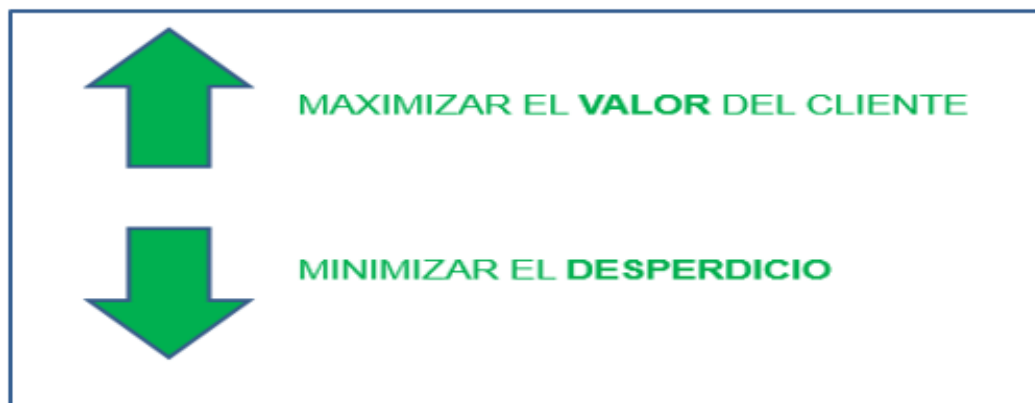 MAXIMIZAR EL VALOR DEL CLIENTE
MINIMIZAR EL DESPERDICIO